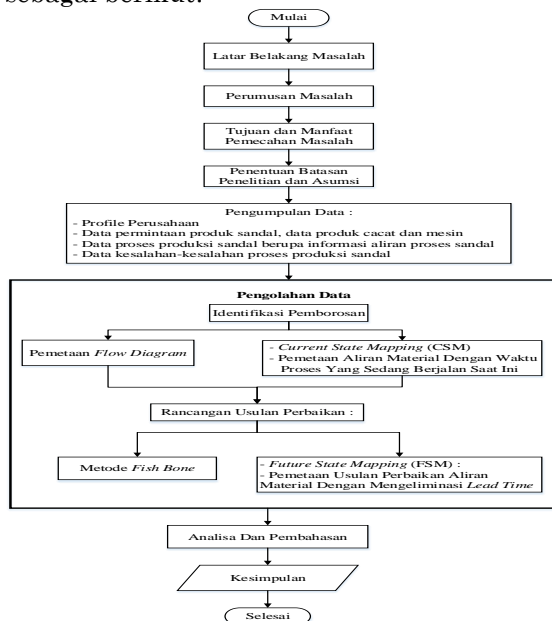 sebagai berikut:
Mulai
Latar Belakang Masalah
Perumusan Masalah
Tujuan dan Manfaat
Pemecahan Masalah
Penentuan Batasan
Penelitian dan Asumsi
Pengumpulan Data :
- Profile Perusahaan
- Data permintaan produk sandal, data produk cacat dan mesin
- Data proses produksi sandal berupa informasi aliran proses sandal
- Data kesalahan-kesalahan proses produksi sandal
Pengolahan Data
Identifikasi Pemborosan
Pemetaan Flow Diagram
- Current State Mapping (CSM)
- Pemetaan Aliran Material Dengan Waktu
Proses Yang Sedang Berjalan Saat Ini
Rancangan Usulan Perbaikan :
Metode Fish Bone
- Future State Mapping (FSM) :
- Pemetaan Usulan Perbaikan Aliran
Material Dengan Mengeliminasi Lead Time
Analisa Dan Pembahasan
Kesimpulan
Selesai